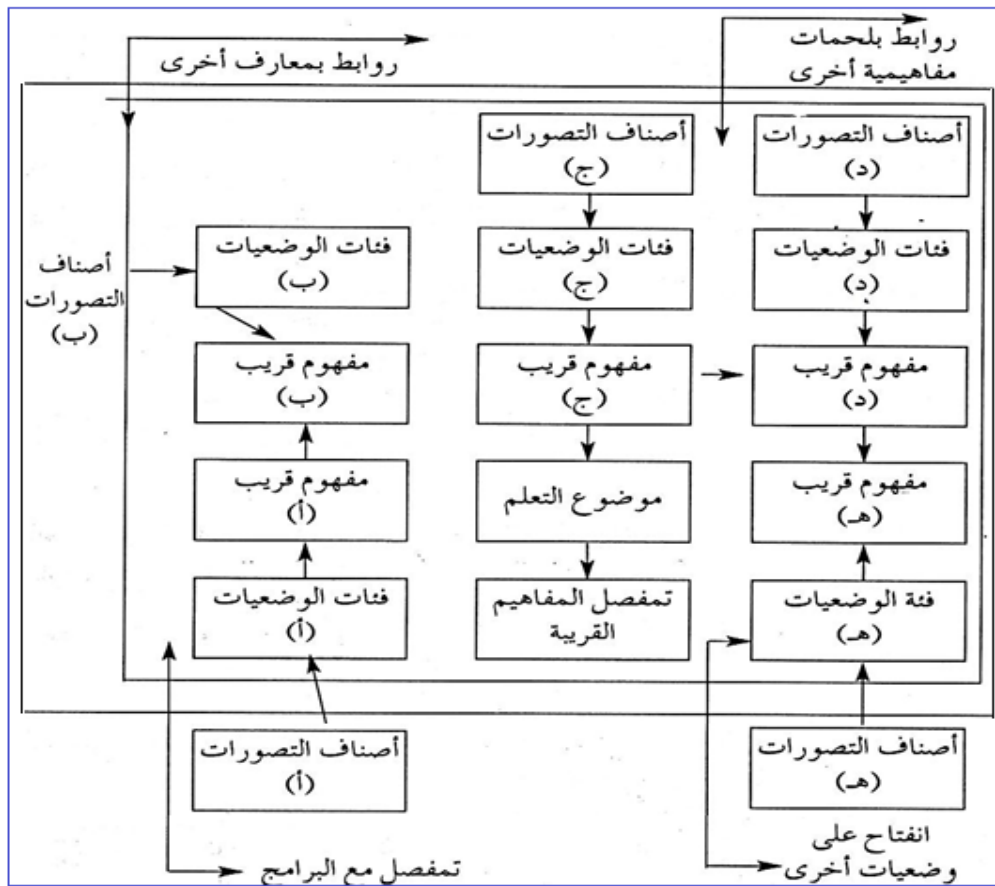 روابط بلحمات
مفاهيمية أخرى
روابط بمعارف أخرى
أصناف التصورات
(د)
أصناف التصورات
(ج)
فئات الوضعيات
(د)
فئات الوضعيات
(ج)
فئات الوضعيات
(ب)
أصناف
التصورات
(ب)
مفهوم قريب
(د)
مفهوم قريب
(ج)
مفهوم قريب
(ب)
مفهوم قريب
(هـ)
موضوع التعلم
مفهوم قريب
(أ)
فئة الوضعيات
(هـ)
تمفصل المفاهيم
القريبة
فئات الوضعيات
(أ)
أصناف التصورات
(هـ)
أصناف التصورات
(أ)
انفتاح على
وضعيات أخرى
تمفصل مع البرامج